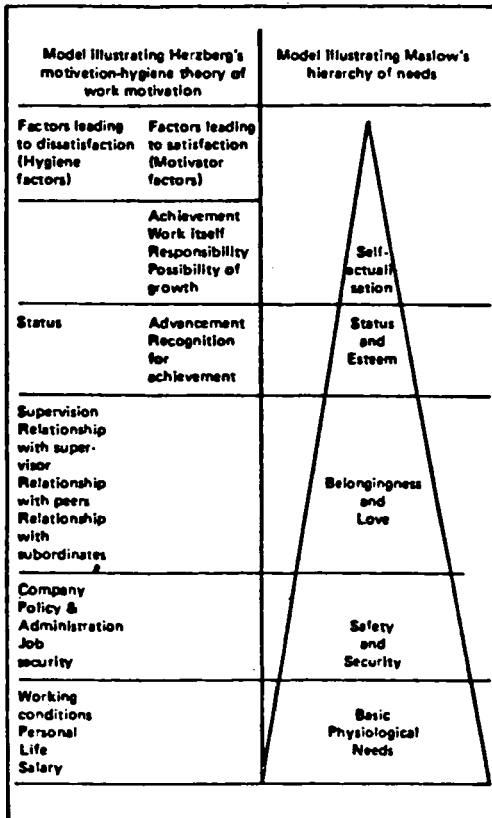 Model illustrating Herzberg's
motivetion-hygiene theory of
work motivation
Model illustrating Maslow's
hierarchy of needs
Factors leading
to dissatisfaction
(Hygiene
factors)
Factors leading
to satisfaction
(Motivator
factors)
Achievement
Work itself
Responsibility
Possibility of
growth
Self-
actuali
sation
Status
Advancement
Recognition
for
achievement
Status
and
Esteem
Supervision
Relationship
with super-
visor
Relationship
with peers
Relationship
with
subordinates
Belongingness
and
Love
Company
Policy &
Administration
Job
security
Safety
and
Security
Working
conditions
Personal
Life
Salary
Basic
Physiological
Needs